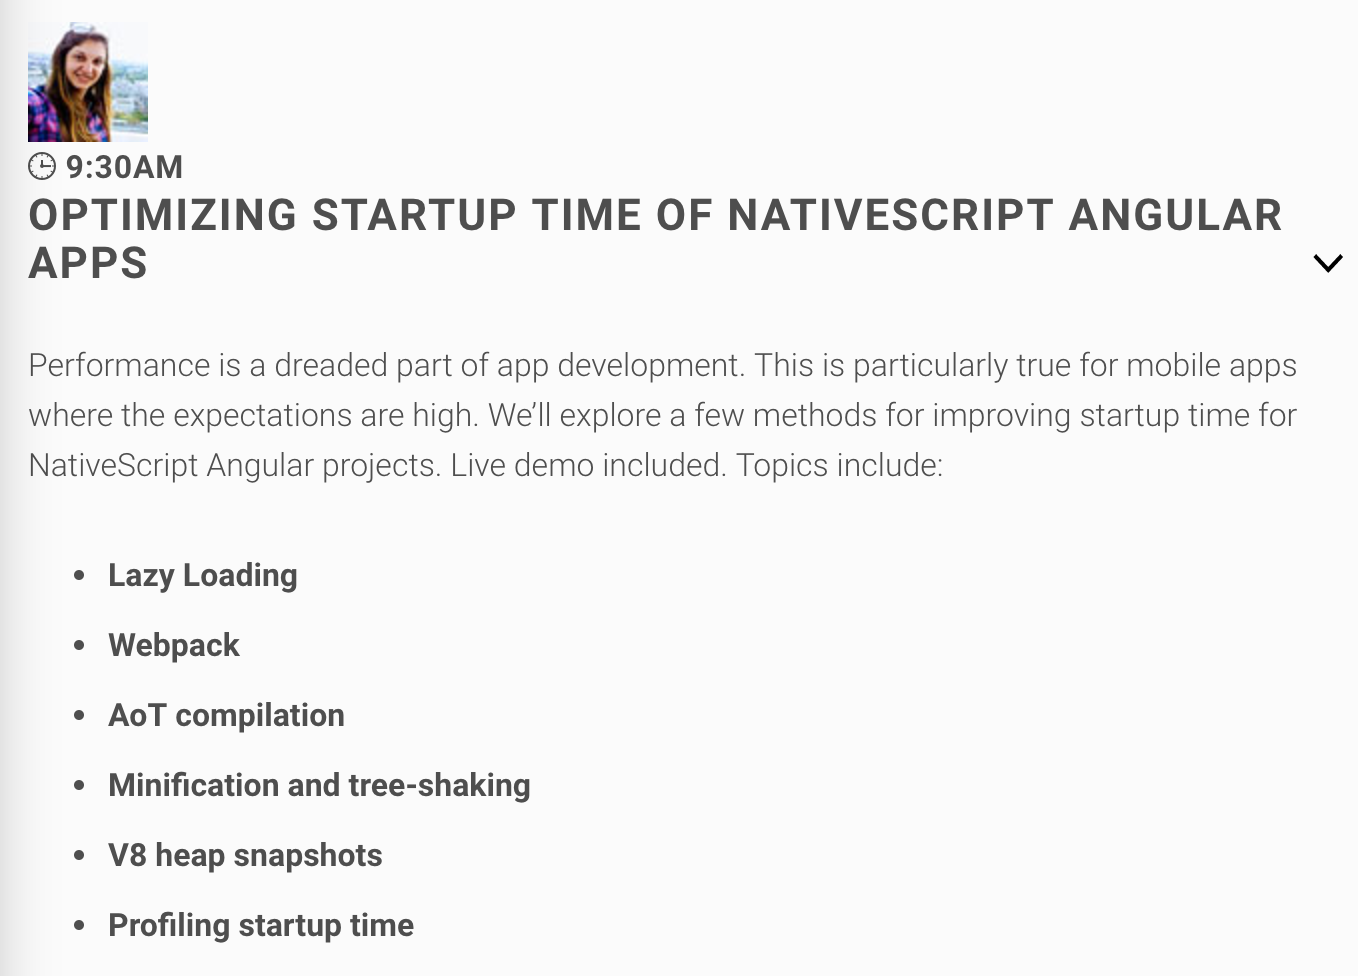 9:30AM
OPTIMIZING STARTUP TIME OF NATIVESCRIPT ANGULAR
APPS
Performance is a dreaded part of app development. This is particularly true for mobile apps
where the expectations are high. We’ll explore a few methods for improving startup time for
NativeScript Angular projects. Live demo included. Topics include:
• Lazy Loading
• Webpack
• AoT compilation
• Minification and tree-shaking
• V8 heap snapshots
• Profiling startup time